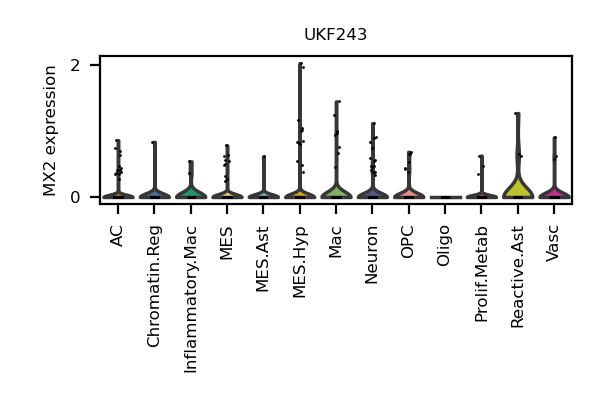 UKF243
MX2 expression
2
0
AC
Chromatin.Reg
Inflammatory.Mac
MES
MES.Ast
MES.Hyp
Mac
Neuron
OPC
Oligo
Prolif.Metab
Reactive.Ast
Vasc